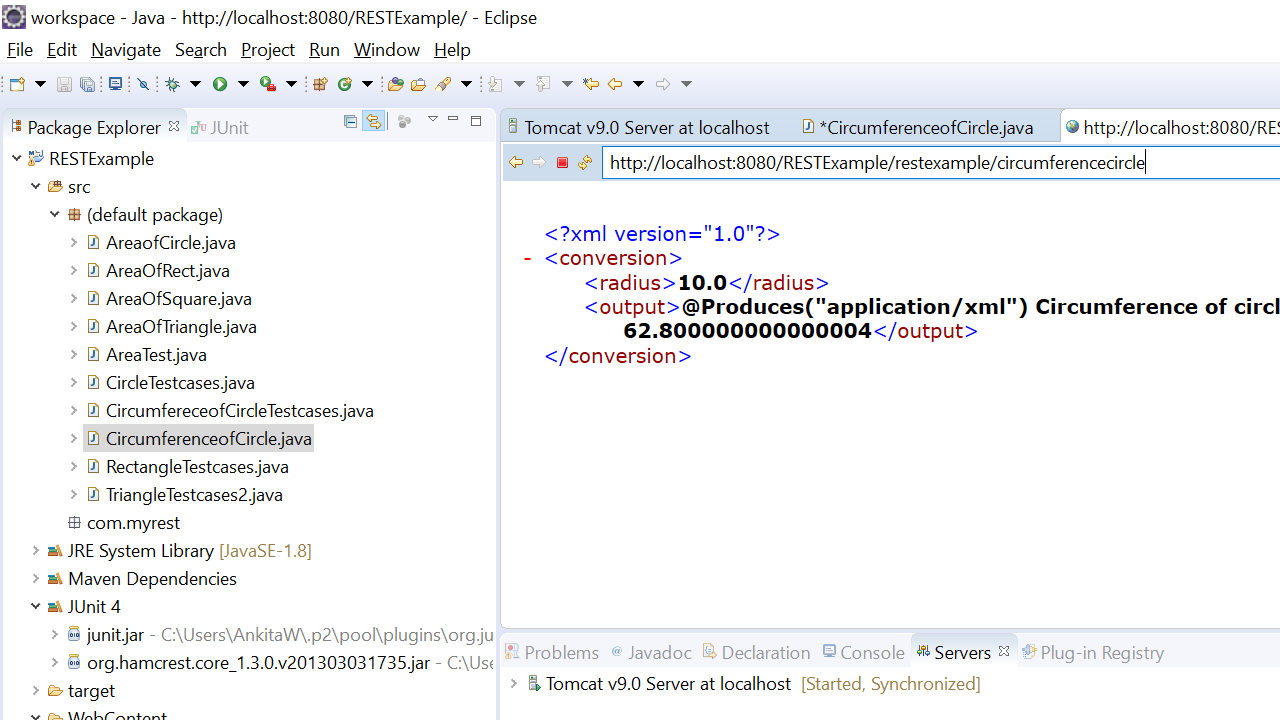 workspace - Java - http://localhost:8080/RESTExample/ - Eclipse
File Edit Navigate Search Project Run Window Help
Package Explorer JUnit
RESTExample
src
(default package)
AreaofCircle.java
AreaOfRect.java
AreaOfSquare.java
AreaOfTriangle.java
AreaTest.java
CircleTestcases.java
CircumfereceofCircleTestcases.java
CircumferenceofCircle.java
RectangleTestcases.java
TriangleTestcases2.java
com.myrest
JRE System Library [JavaSE-1.8]
Maven Dependencies
JUnit 4
junit.jar - C:\Users\AnkitaW\.p2\pool\plugins\org.ju
org.hamcrest.core_1.3.0.v201303031735.jar - C:\Use
target
WebContent
Tomcat v9.0 Server at localhost *CircumferenceofCircle.java http://localhost:8080/RES
http://localhost:8080/RESTExample/restexample/circumferencecircle
<?xml version="1.0"?>
- <conversion>
<radius>10.0</radius>
<output>@Produces("application/xml") Circumference of circl
62.800000000000004</output>
</conversion>
Problems @ Javadoc Declaration Console Servers Plug-in Registry
Tomcat v9.0 Server at localhost [Started, Synchronized]